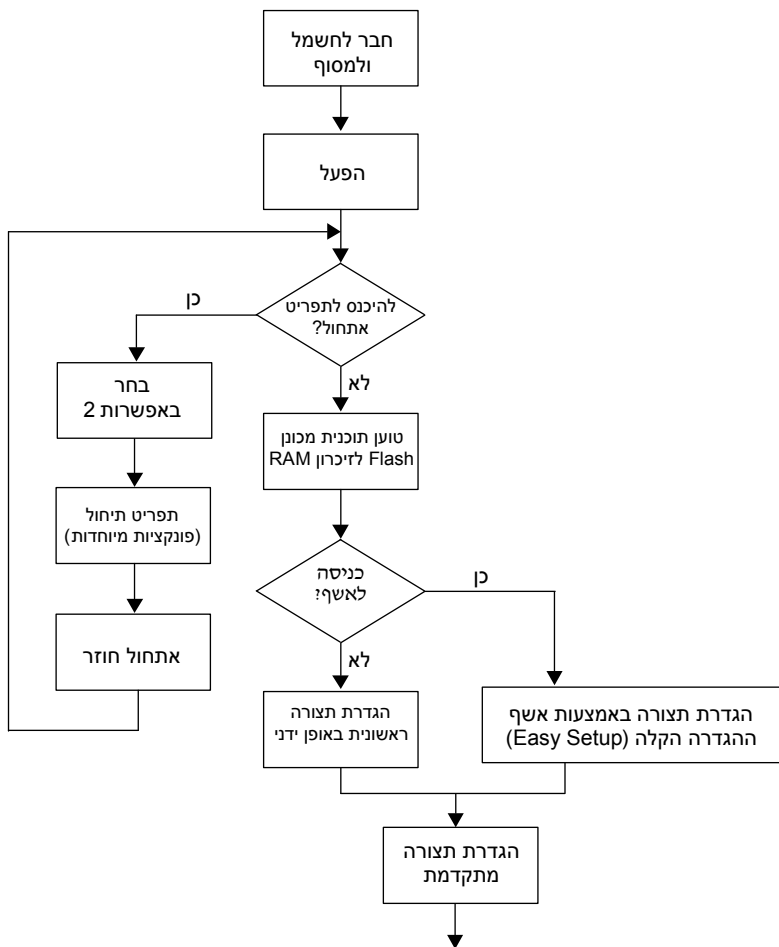 חבר לחשמל
ולמסוף
הפעל
להיכנס לתפריט
אתחול?
כן
לא
בחר
באפשרות 2
תפריט תיחול
(פונקציות מיוחדות)
אתחול חוזר
טוען תוכנית מכונן
Flash לזיכרון RAM
כניסה
לאשף?
כן
לא
הגדרת תצורה
ראשונית באופן ידני
הגדרת תצורה באמצעות אשף
ההגדרה הקלה (Easy Setup)
הגדרת תצורה
מתקדמת